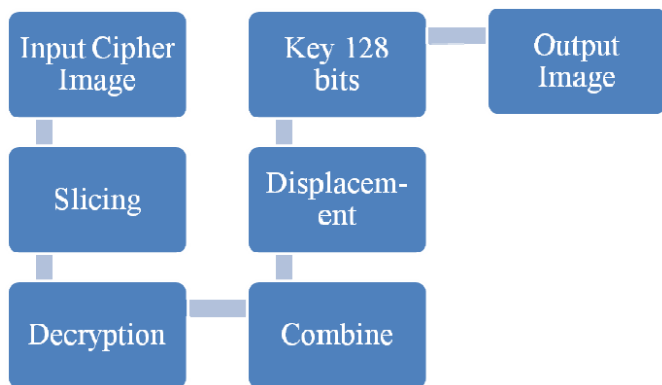 Input Cipher
Image
Slicing
Decryption
Combine
Displacem-
ent
Key 128
bits
Output
Image